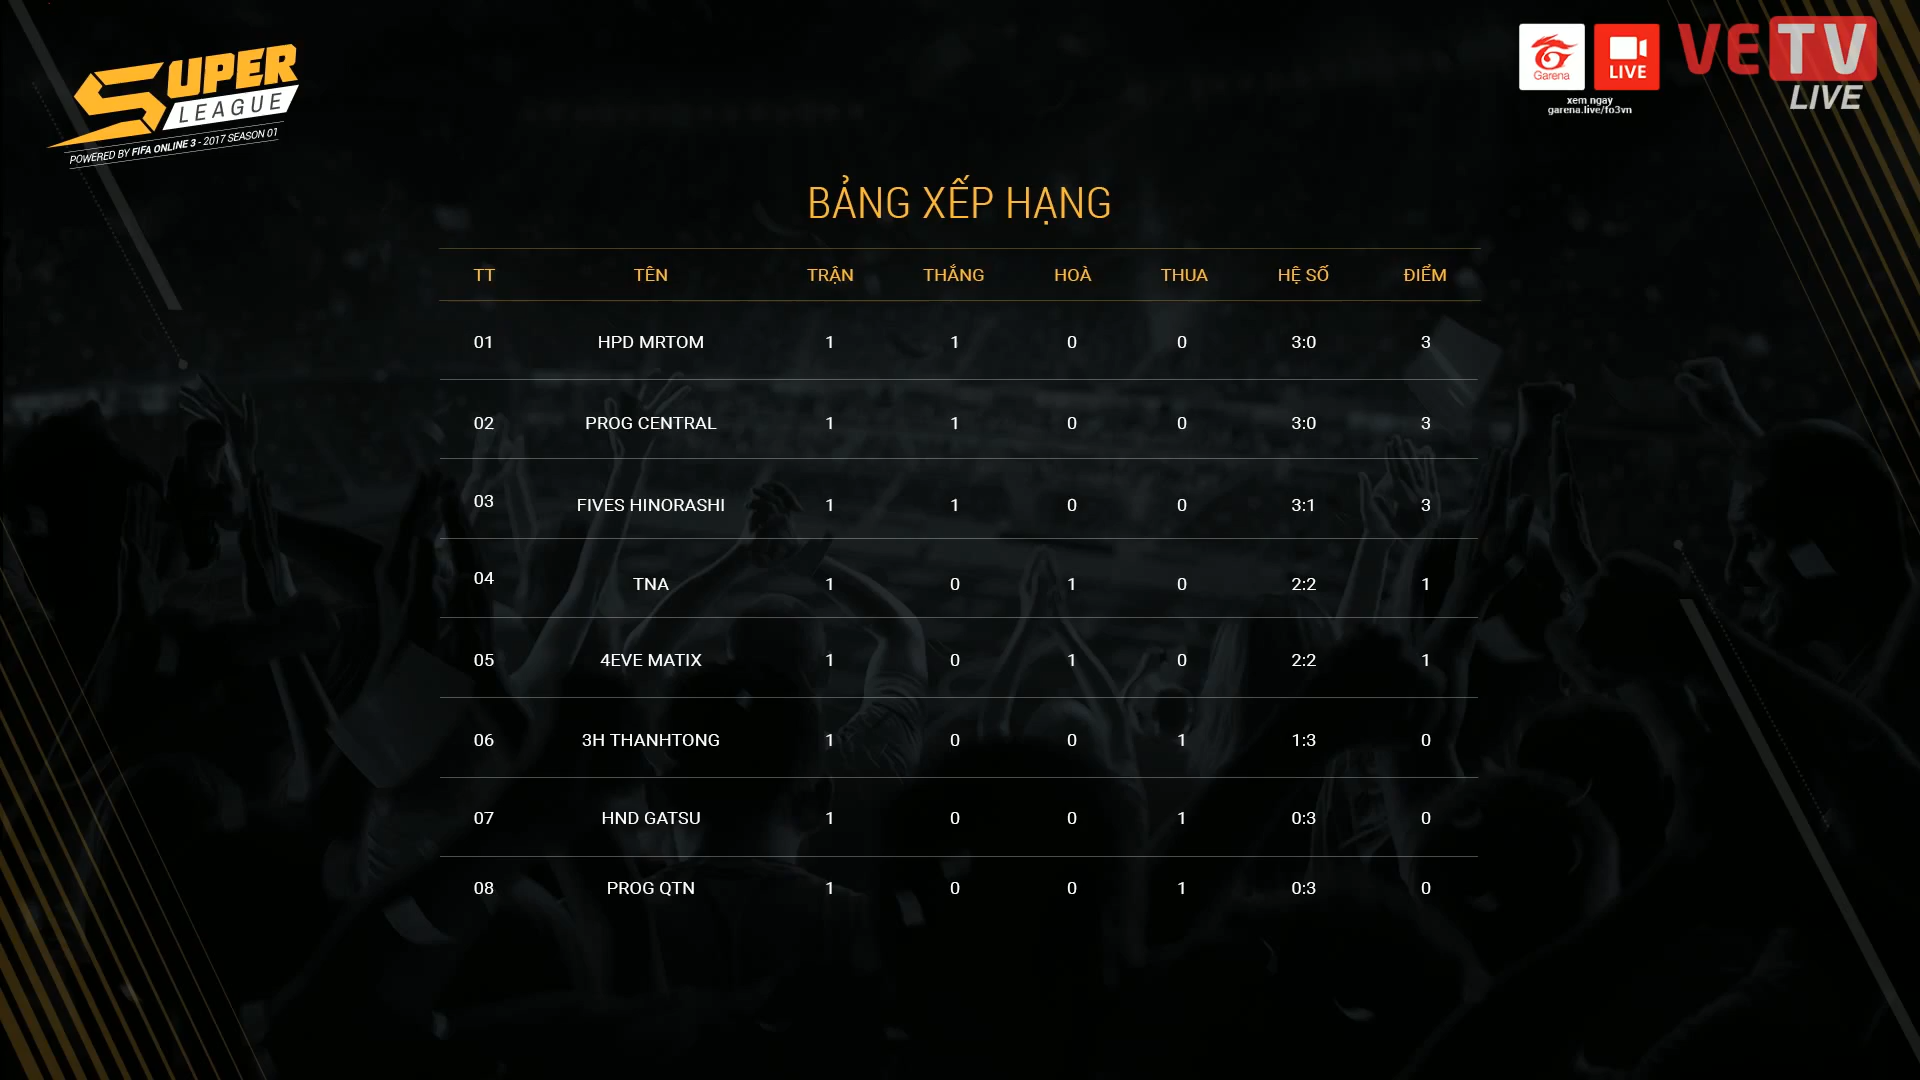 SUPER
LEAGUE
POWERED BY FIFA ONLINE 3 - 2017 SEASON 01
Garena
LIVE
xem ngay
garena.live/fo3vn
VETV
LIVE
BẢNG XẾP HẠNG
TT TÊN TRẬN THẮNG HOÀ THUA HỆ SỐ ĐIỂM
01 HPD MRTOM 1 1 0 0 3:0 3
02 PROG CENTRAL 1 1 0 0 3:0 3
03 FIVES HINORASHI 1 1 0 0 3:1 3
04 TNA 1 0 1 0 2:2 1
05 4EVE MATIX 1 0 1 0 2:2 1
06 3H THANHTONG 1 0 0 1 1:3 0
07 HND GATSU 1 0 0 1 0:3 0
08 PROG QTN 1 0 0 1 0:3 0